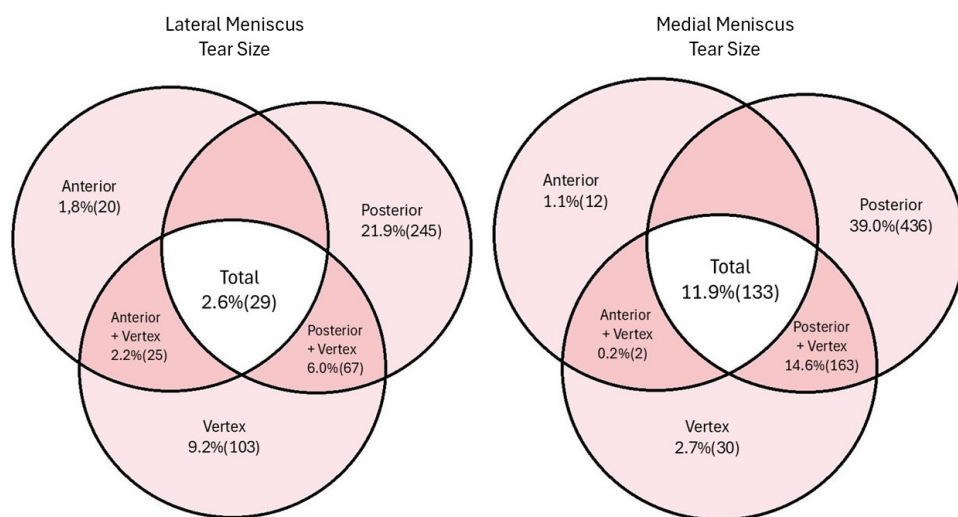 Lateral Meniscus
Tear Size
Anterior
1,8%(20)
Posterior
21.9%(245)
Total
2.6%(29)
Anterior
+ Vertex
2.2%(25)
Posterior
+ Vertex
6.0%(67)
Vertex
9.2%(103)
Medial Meniscus
Tear Size
Anterior
1.1%(12)
Posterior
39.0%(436)
Total
11.9%(133)
Anterior
+ Vertex
0.2%(2)
Posterior
+ Vertex
14.6%(163)
Vertex
2.7%(30)